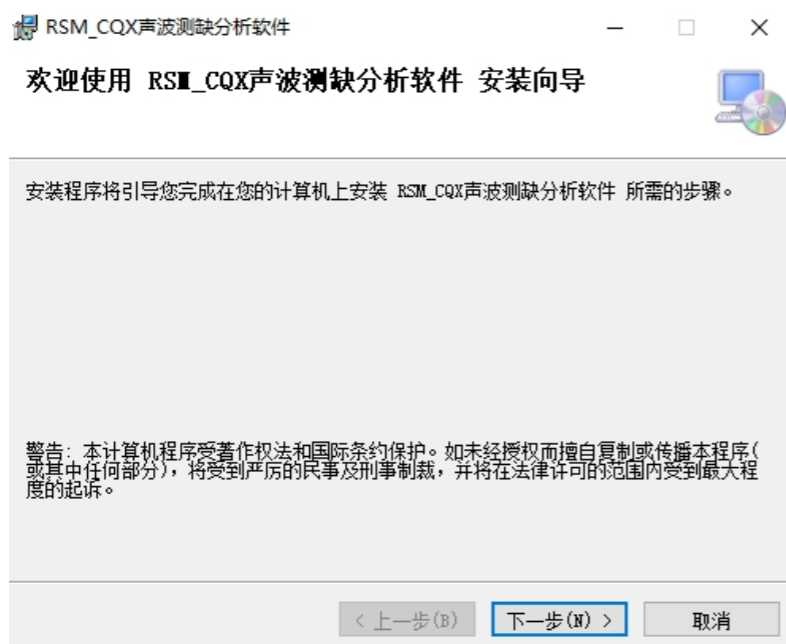 RSM_CQX声波测缺分析软件
欢迎使用 RSM_CQX声波测缺分析软件 安装向导
安装程序将引导您完成在您的计算机上安装 RSM_CQX声波测缺分析软件 所需的步骤。
警告: 本计算机程序受著作权法和国际条约保护。如未经授权而擅自复制或传播本程序(
或其中任何部分)，将受到严厉的民事及刑事制裁，并将在法律许可的范围内受到最大程
度的起诉。
< 上一步(B) 下一步(N) > 取消